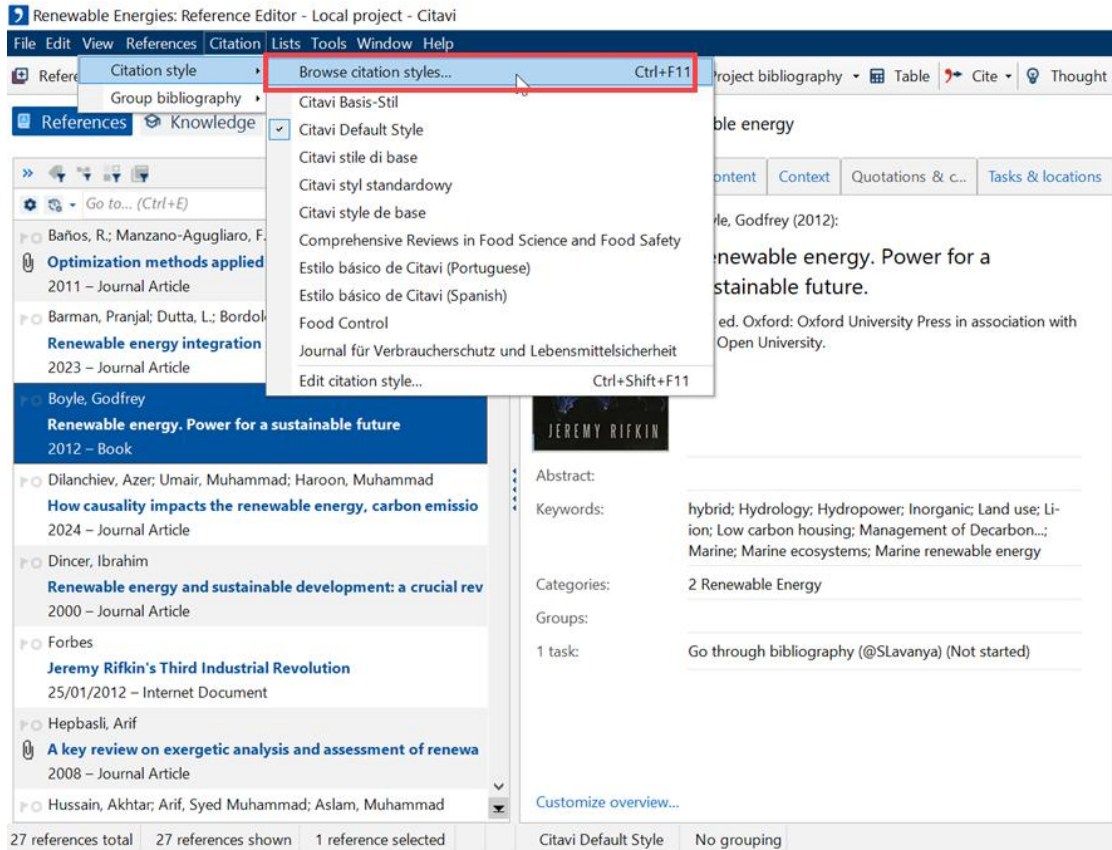 Renewable Energies: Reference Editor - Local project - Citavi
File Edit View References Citation Lists Tools Window Help
Refere
Project bibliography
Table
Cite
Thought
Citation style
Group bibliography
Browse citation styles... Ctrl+F11
Citavi Basis-Stil
Citavi Default Style
Citavi stile di base
Citavi styl standardowy
Citavi style de base
Comprehensive Reviews in Food Science and Food Safety
Estilo básico de Citavi (Portuguese)
Estilo básico de Citavi (Spanish)
Food Control
Journal für Verbraucherschutz und Lebensmittelsicherheit
Edit citation style... Ctrl+Shift+F11
References Knowledge
Go to... (Ctrl+E)
Baños, R.; Manzano-Agugliaro, F.
Optimization methods applied
2011 – Journal Article
Barman, Pranjal; Dutta, L.; Bordol
Renewable energy integration
2023 – Journal Article
Boyle, Godfrey
Renewable energy. Power for a sustainable future
2012 – Book
Dilanchiev, Azer; Umair, Muhammad; Haroon, Muhammad
How causality impacts the renewable energy, carbon emissio
2024 – Journal Article
Dincer, Ibrahim
Renewable energy and sustainable development: a crucial rev
2000 – Journal Article
Forbes
Jeremy Rifkin's Third Industrial Revolution
25/01/2012 – Internet Document
Hepbasli, Arif
A key review on exergetic analysis and assessment of renewa
2008 – Journal Article
Hussain, Akhtar; Arif, Syed Muhammad; Aslam, Muhammad
ble energy
ontent Context Quotations & c... Tasks & locations
yle, Godfrey (2012):
enewable energy. Power for a
stainable future.
ed. Oxford: Oxford University Press in association with
Open University.
JEREMY RIFKIN
Abstract:
Keywords: hybrid; Hydrology; Hydropower; Inorganic; Land use; Li-
ion; Low carbon housing; Management of Decarbon...;
Marine; Marine ecosystems; Marine renewable energy
Categories: 2 Renewable Energy
Groups:
1 task: Go through bibliography (@SLavanya) (Not started)
Customize overview...
27 references total 27 references shown 1 reference selected Citavi Default Style No grouping